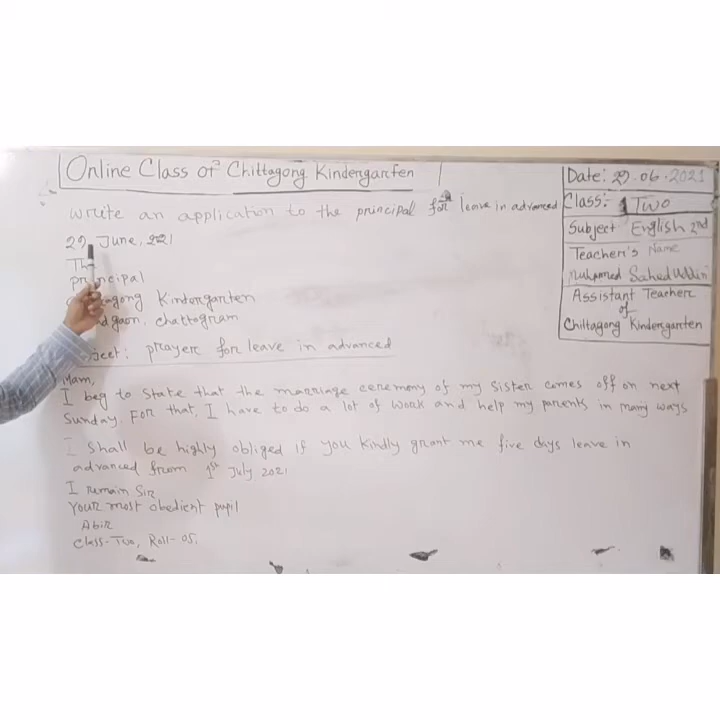 Online Class of Chittagong Kindergarten
Write an application to the principal for leave in advanced
29 June, 2021
The
principal
Kindergarten
Chattogram
prayer for leave in advanced
Mam,
I beg to state that the marriage ceremony of my sister comes off on next
Sunday. For that, I have to do a lot of work and help my parents in many ways
I shall be highly obliged if you kindly grant me five days leave in
advanced from 1st July 2021
I remain Sir
Your most obedient pupil
Abir
Class-Two, Roll-05.
Date: 29.06.2021
Class: Two
Subject English 2nd
Teacher's Name
Muhamed Sahed Uddin
Assistant Teacher
of
Chittagong Kindergarten